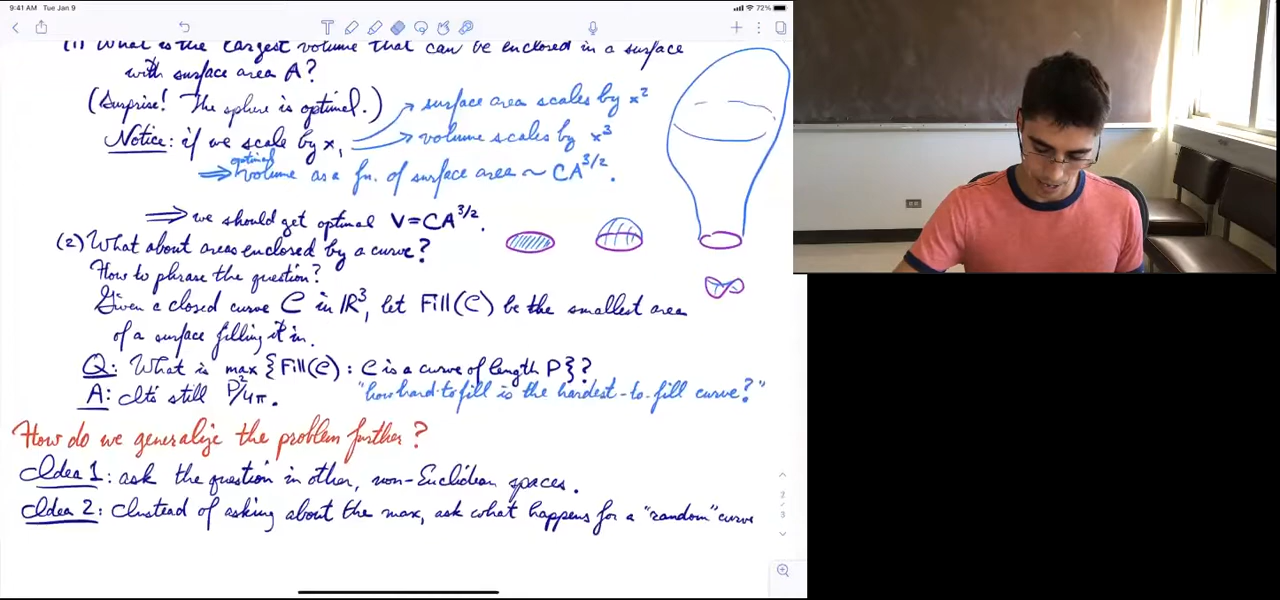 9:41 AM Tue Jan 9
72%
(1) What is the largest volume that can be enclosed in a surface
with surface area A?
(Surprise! The sphere is optimal.)
surface area scales by x²
Notice: if we scale by x,
volume scales by x³
⟹ optimal volume as a fn. of surface area ~ CA^3/2.
⟹ we should get optimal V=CA^3/2.
(2) What about areas enclosed by a curve?
How to phrase the question?
Given a closed curve C in ℝ³, let Fill(C) be the smallest area
of a surface filling it in.
Q: What is max {Fill(C) : C is a curve of length P}?
A: It's still P²/4π.
"how hard-to-fill is the hardest-to-fill curve?"
How do we generalize the problem further?
Idea 1: ask the question in other, non-Euclidean spaces.
Idea 2: Instead of asking about the max, ask what happens for a "random" curve
2
3